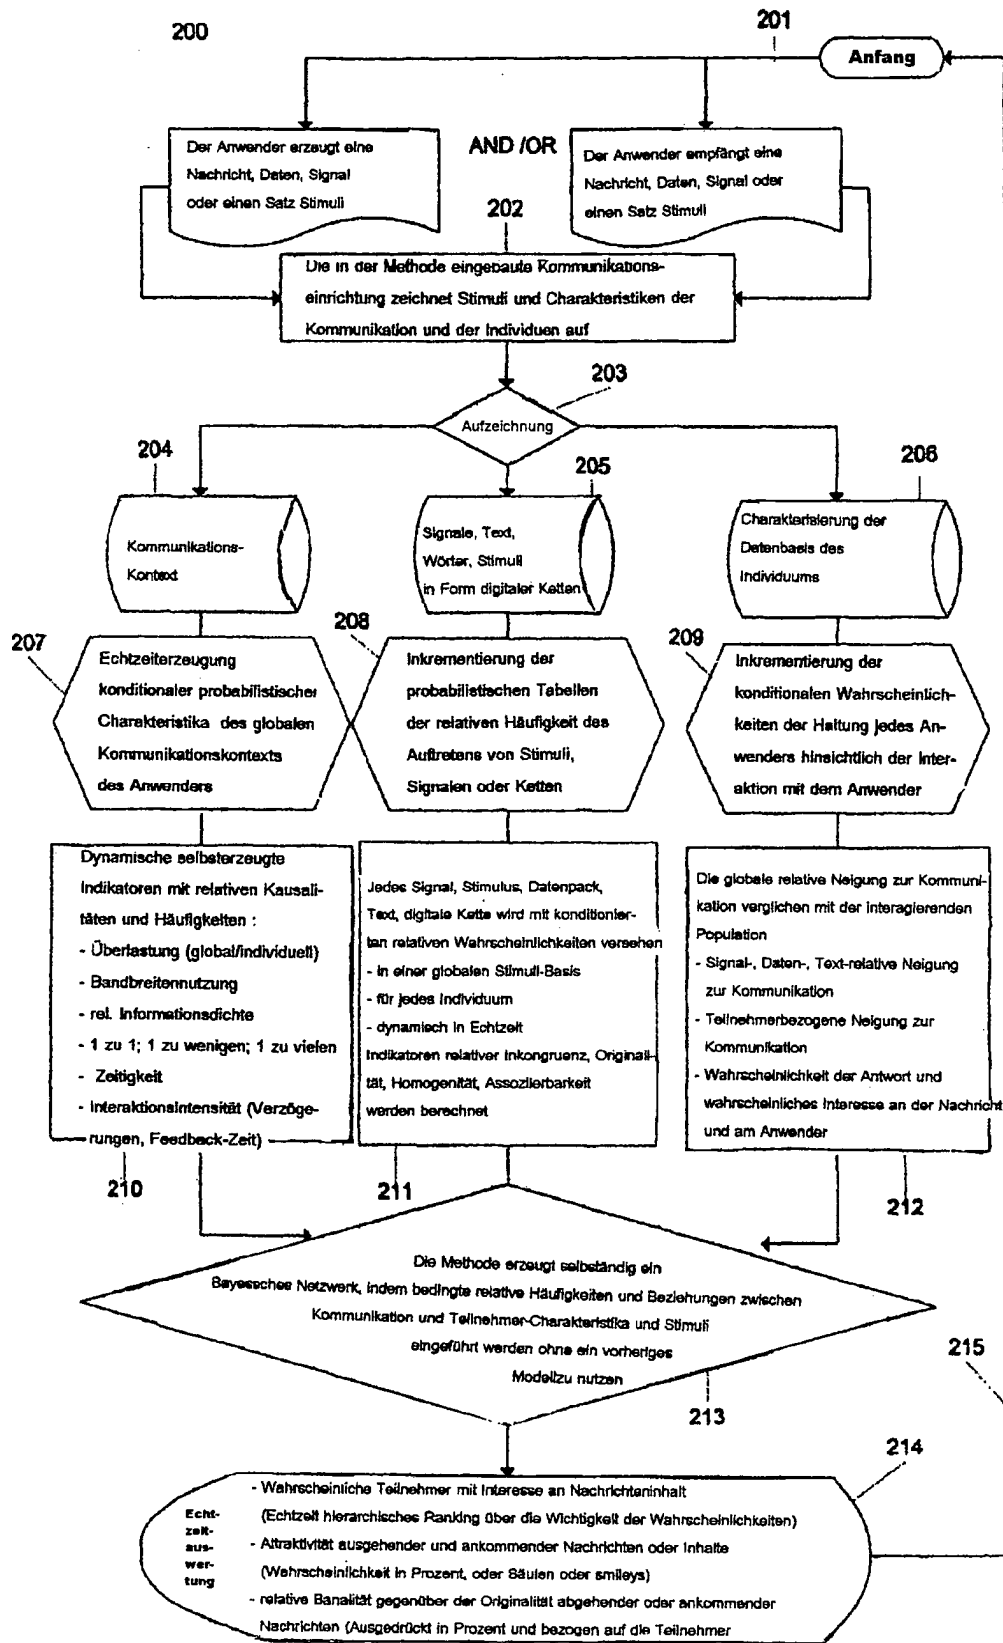 200
201
Anfang
Der Anwender erzeugt eine
Nachricht, Daten, Signal
oder einen Satz Stimuli
AND /OR
Der Anwender empfängt eine
Nachricht, Daten, Signal oder
einen Satz Stimuli
202
Die in der Methode eingebaute Kommunikations-
einrichtung zeichnet Stimuli und Charakteristiken der
Kommunikation und der Individuen auf
203
Aufzeichnung
204
205
206
Kommunikations-
Kontext
Signale, Text,
Wörter, Stimuli
in Form digitaler Ketten
Charakterisierung der
Datenbasis des
Individuums
207
Echtzeiterzeugung
konditionaler probabilistischer
Charakteristika des globalen
Kommunikationskontexts
des Anwenders
208
Inkrementierung der
probabilistischen Tabellen
der relativen Häufigkeit des
Auftretens von Stimuli,
Signalen oder Ketten
209
Inkrementierung der
konditionalen Wahrscheinlich-
keiten der Haltung jedes An-
wenders hinsichtlich der Inter-
aktion mit dem Anwender
Dynamische selbsterzeugte
Indikatoren mit relativen Kausali-
täten und Häufigkeiten :
- Überlastung (global/individuell)
- Bandbreitennutzung
- rel. Informationsdichte
- 1 zu 1; 1 zu wenigen; 1 zu vielen
- Zeitigkeit
- Interaktionsintensität (Verzöge-
rungen, Feedback-Zeit)
210
Jedes Signal, Stimulus, Datenpack,
Text, digitale Kette wird mit konditionier-
ten relativen Wahrscheinlichkeiten versehen
- in einer globalen Stimuli-Basis
- für jedes Individuum
- dynamisch in Echtzeit
Indikatoren relativer Inkongruenz, Originali-
tät, Homogenität, Assoziierbarkeit
werden berechnet
211
Die globale relative Neigung zur Kommuni-
kation verglichen mit der interagierenden
Population
- Signal-, Daten-, Text-relative Neigung
zur Kommunikation
- Teilnehmerbezogene Neigung zur
Kommunikation
- Wahrscheinlichkeit der Antwort und
wahrscheinliches Interesse an der Nachricht
und am Anwender
212
Die Methode erzeugt selbständig ein
Bayessches Netzwerk, indem bedingte relative Häufigkeiten und Beziehungen zwischen
Kommunikation und Teilnehmer-Charakteristika und Stimuli
eingeführt werden ohne ein vorheriges
Modellzu nutzen
213
215
214
Echt-
zeit-
aus-
wer-
tung
- Wahrscheinliche Teilnehmer mit Interesse an Nachrichteninhalt
(Echtzeit hierarchisches Ranking über die Wichtigkeit der Wahrscheinlichkeiten)
- Attraktivität ausgehender und ankommender Nachrichten oder Inhalte
(Wahrscheinlichkeit in Prozent, oder Säulen oder smileys)
- relative Banalität gegenüber der Originalität abgehender oder ankommender
Nachrichten (Ausgedrückt in Prozent und bezogen auf die Teilnehmer